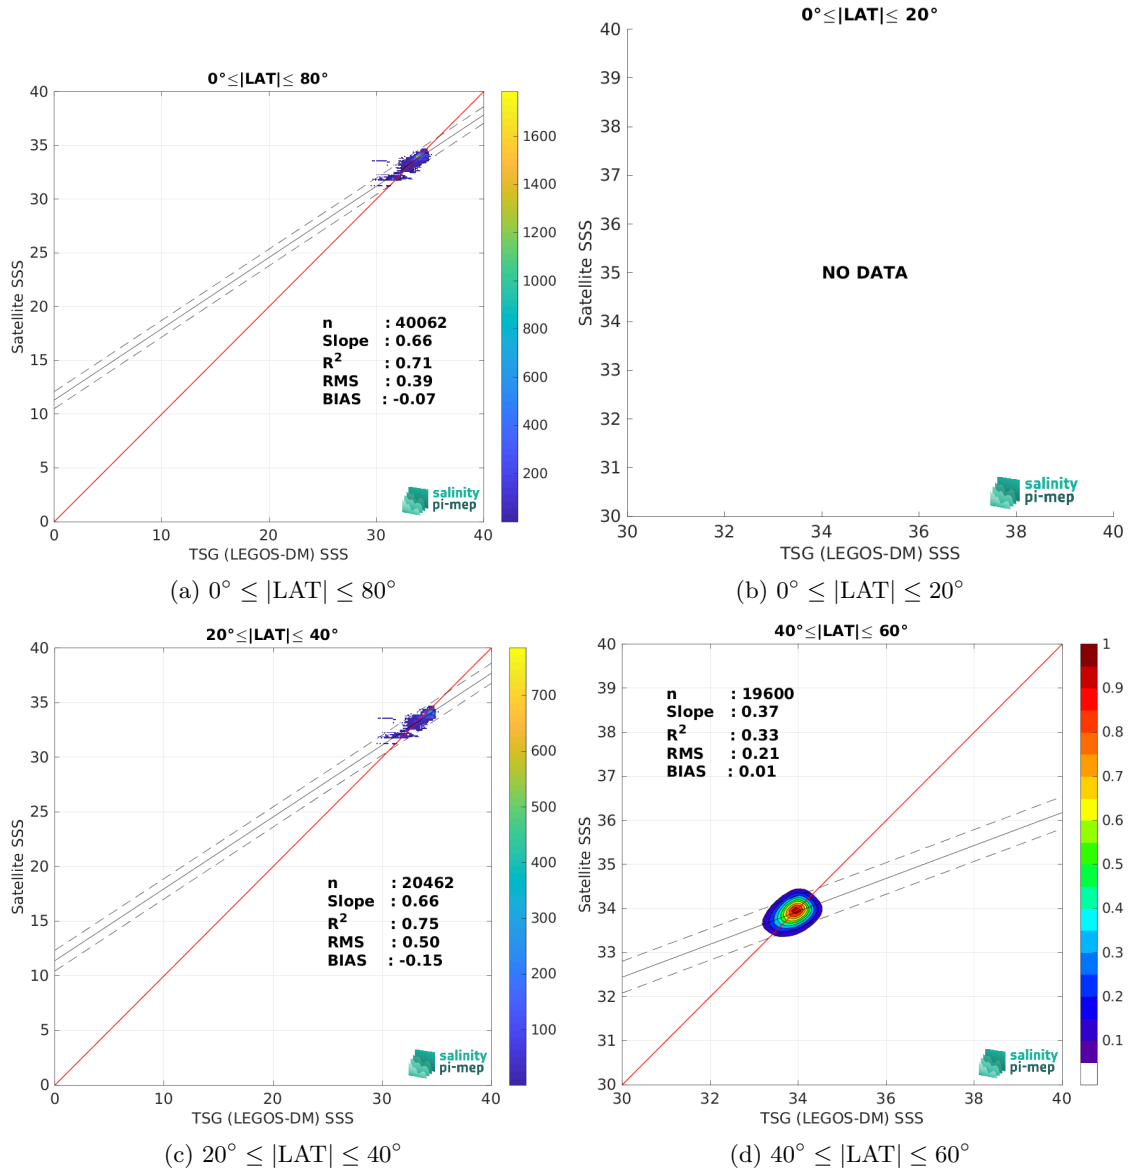 0°≤|LAT|≤ 80°
40
35
30
25
20
15
10
5
0
Satellite SSS
0
10
20
30
40
TSG (LEGOS-DM) SSS
n : 40062
Slope : 0.66
R² : 0.71
RMS : 0.39
BIAS : -0.07
salinity
pi-mep
1600
1400
1200
1000
800
600
400
200
(a) 0° ≤ |LAT| ≤ 80°
0°≤|LAT|≤ 20°
40
39
38
37
36
35
34
33
32
31
30
Satellite SSS
NO DATA
salinity
pi-mep
30
32
34
36
38
40
TSG (LEGOS-DM) SSS
(b) 0° ≤ |LAT| ≤ 20°
20°≤|LAT|≤ 40°
40
35
30
25
20
15
10
5
0
Satellite SSS
n : 20462
Slope : 0.66
R² : 0.75
RMS : 0.50
BIAS : -0.15
salinity
pi-mep
0
10
20
30
40
TSG (LEGOS-DM) SSS
700
600
500
400
300
200
100
(c) 20° ≤ |LAT| ≤ 40°
40°≤|LAT|≤ 60°
40
39
38
37
36
35
34
33
32
31
30
Satellite SSS
n : 19600
Slope : 0.37
R² : 0.33
RMS : 0.21
BIAS : 0.01
salinity
pi-mep
30
32
34
36
38
40
TSG (LEGOS-DM) SSS
1
0.9
0.8
0.7
0.6
0.5
0.4
0.3
0.2
0.1
(d) 40° ≤ |LAT| ≤ 60°